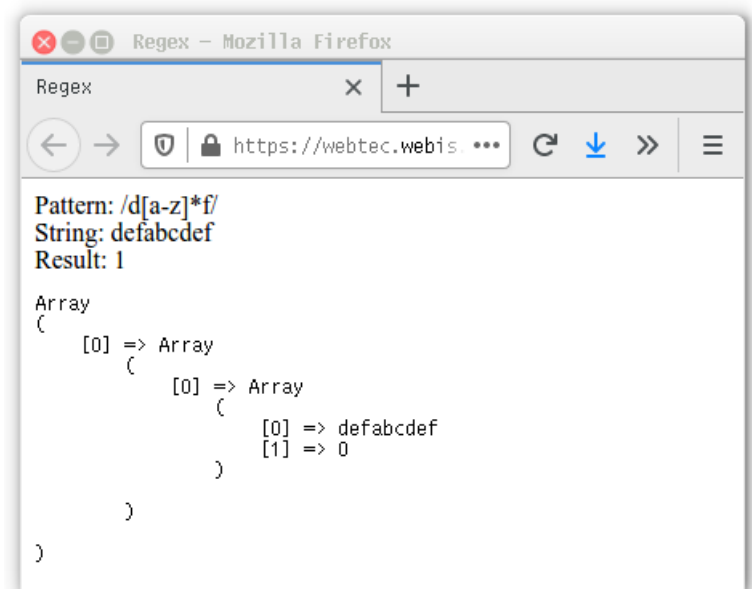 Regex - Mozilla Firefox
Regex
https://webtec.webis
Pattern: /d[a-z]*f/
String: defabcdef
Result: 1
Array
(
    [0] => Array
        (
            [0] => Array
                (
                    [0] => defabcdef
                    [1] => 0
                )

        )

)